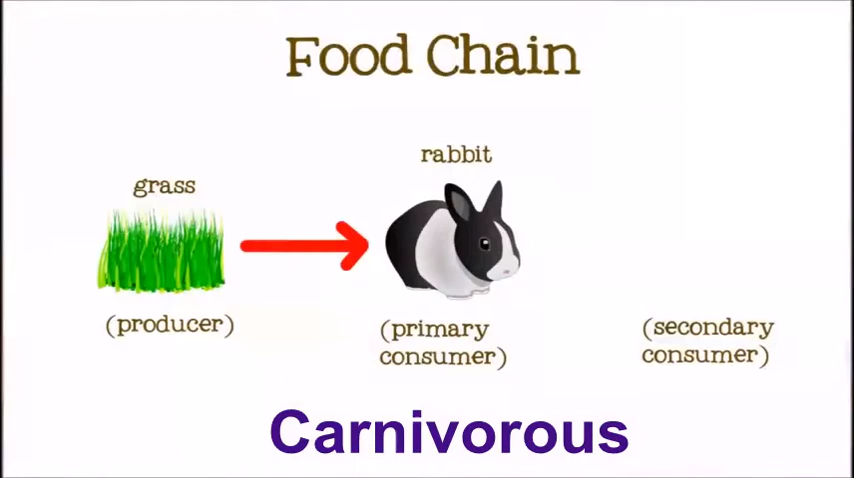 Food Chain
rabbit
grass
(producer)
(primary
consumer)
(secondary
consumer)
Carnivorous